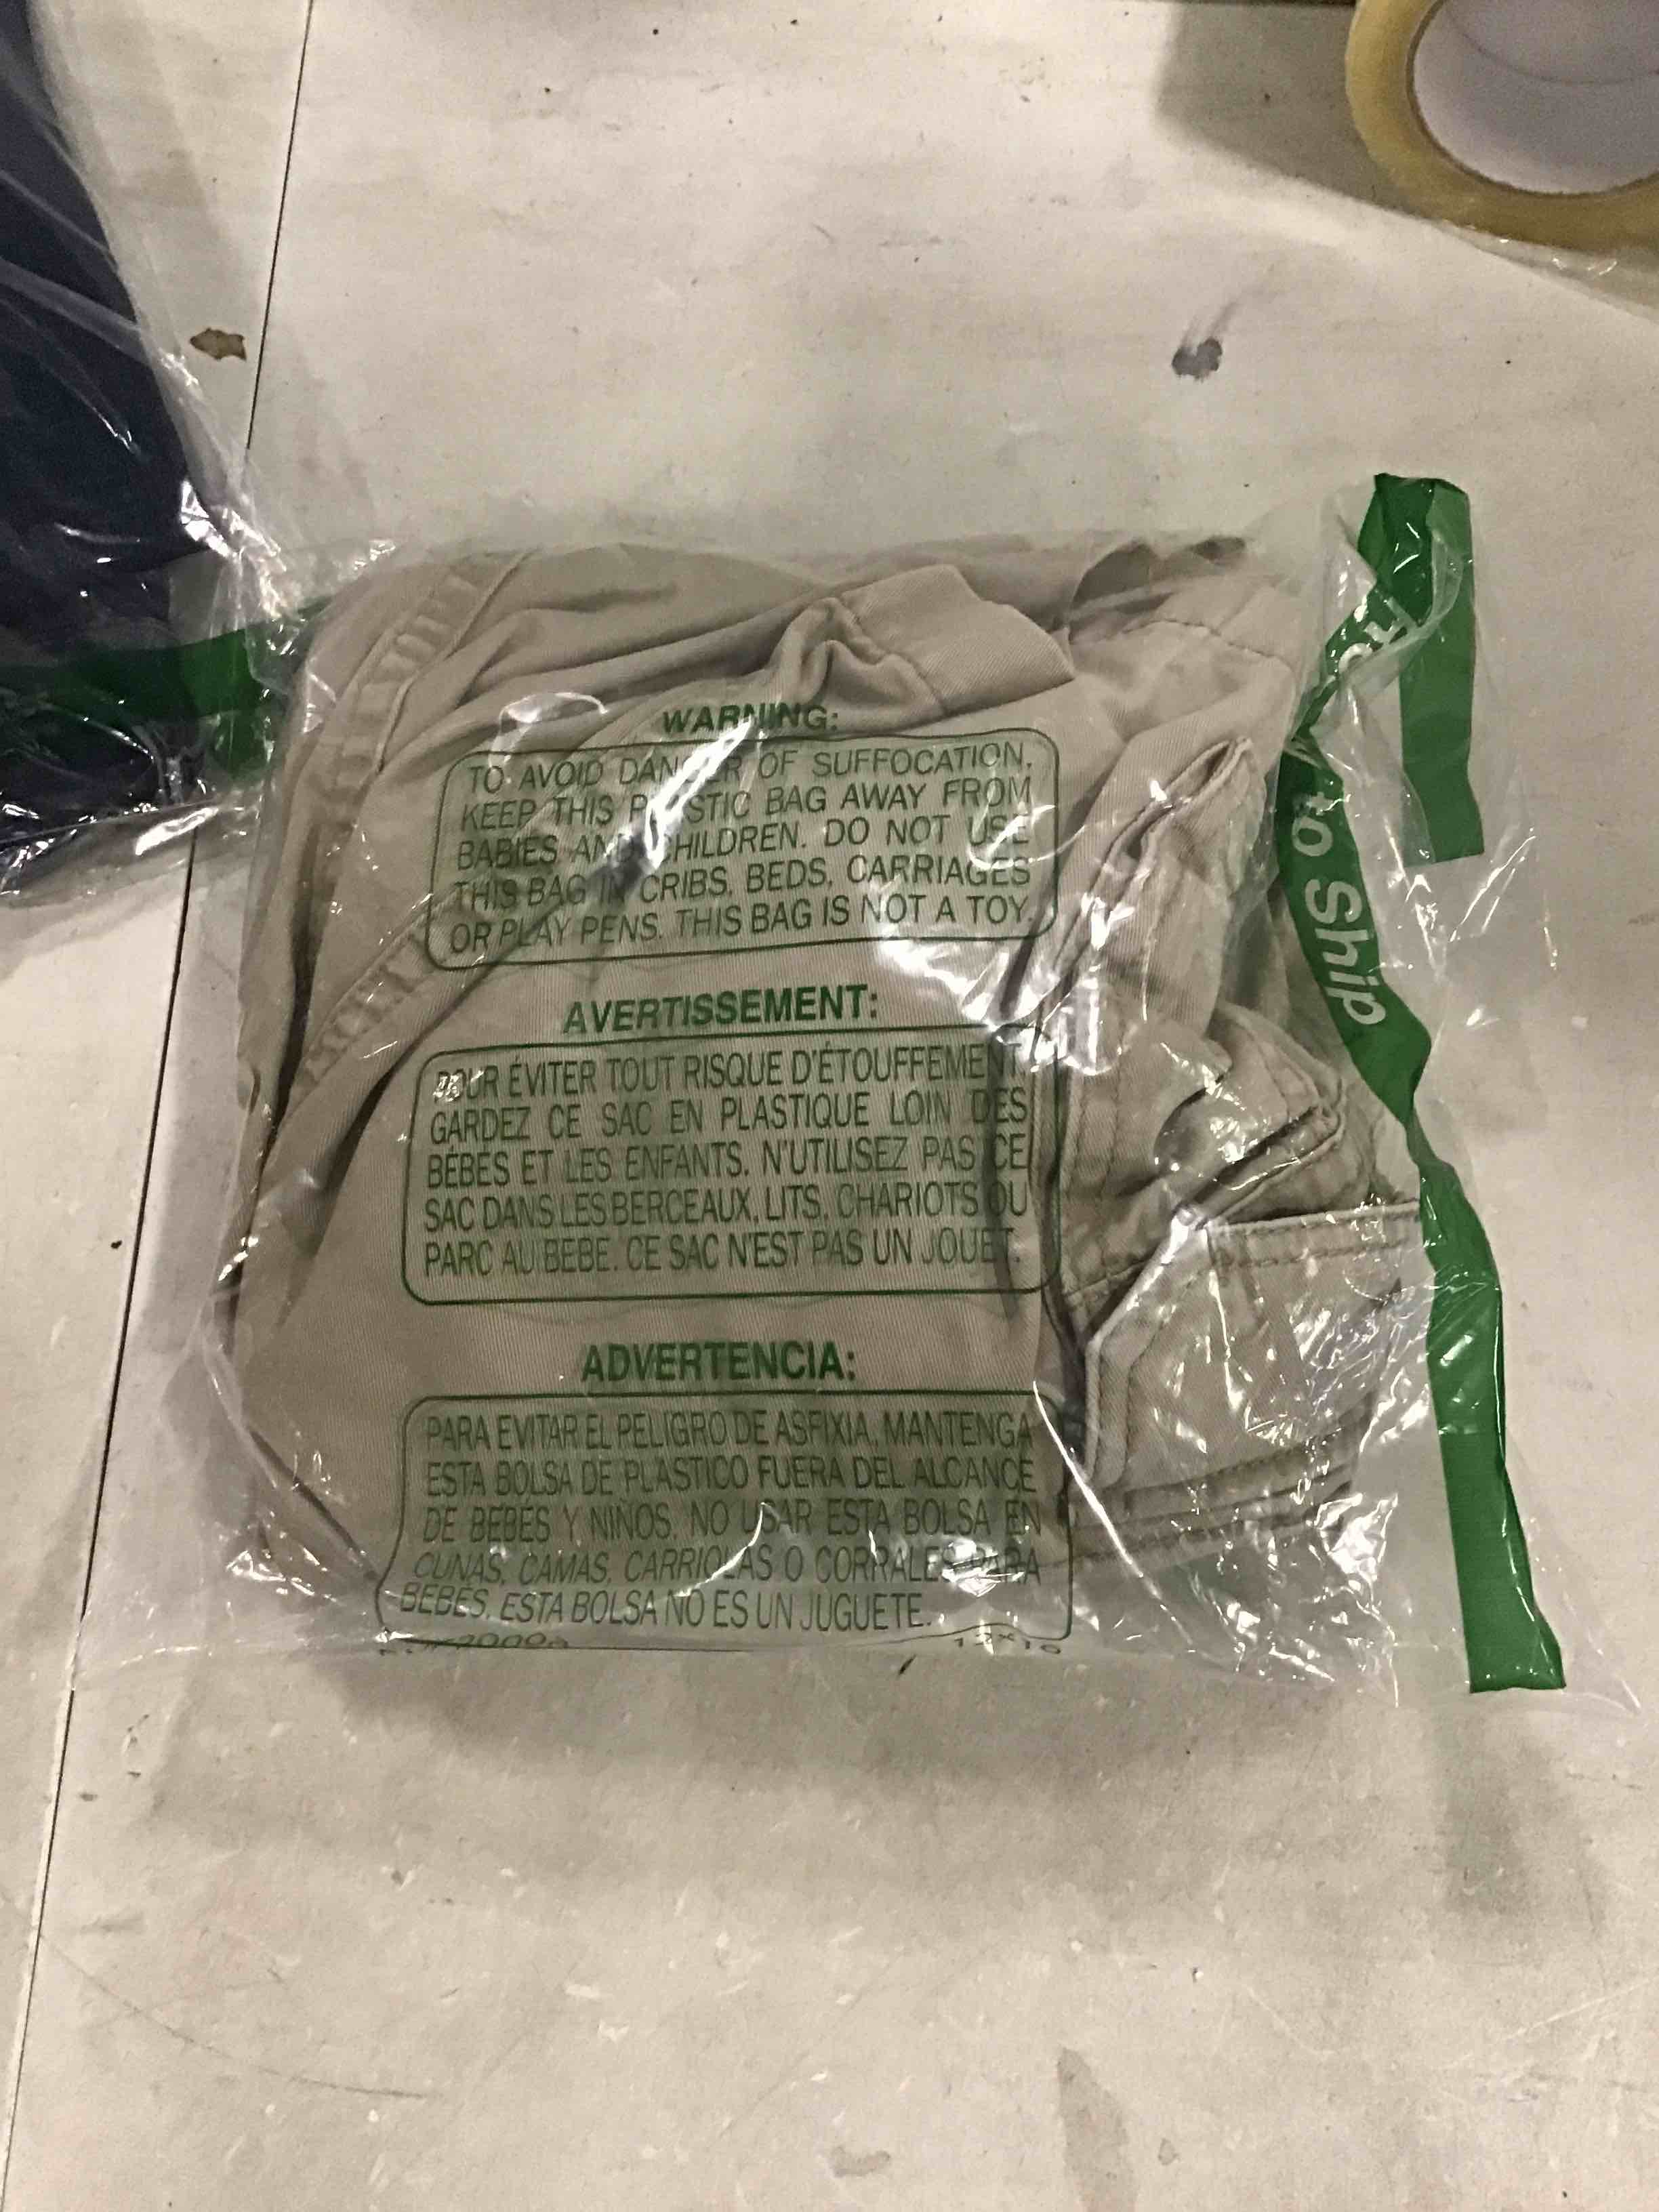 WARNING:
TO AVOID DANGER OF SUFFOCATION,
KEEP THIS PLASTIC BAG AWAY FROM
BABIES AND CHILDREN. DO NOT USE
THIS BAG IN CRIBS, BEDS, CARRIAGES
OR PLAY PENS. THIS BAG IS NOT A TOY.
AVERTISSEMENT:
POUR ÉVITER TOUT RISQUE D'ÉTOUFFEMENT
GARDEZ CE SAC EN PLASTIQUE LOIN DES
BÉBÉS ET LES ENFANTS. N'UTILISEZ PAS CE
SAC DANS LES BERCEAUX, LITS, CHARIOTS OU
PARC AU BEBE. CE SAC N'EST PAS UN JOUET.
ADVERTENCIA:
PARA EVITAR EL PELIGRO DE ASFIXIA, MANTENGA
ESTA BOLSA DE PLASTICO FUERA DEL ALCANCE
DE BEBÉS Y NIÑOS, NO USAR ESTA BOLSA EN
CUNAS, CAMAS, CARRIOLAS O CORRALES PARA
BEBÉS. ESTA BOLSA NO ES UN JUGUETE.
to Ship